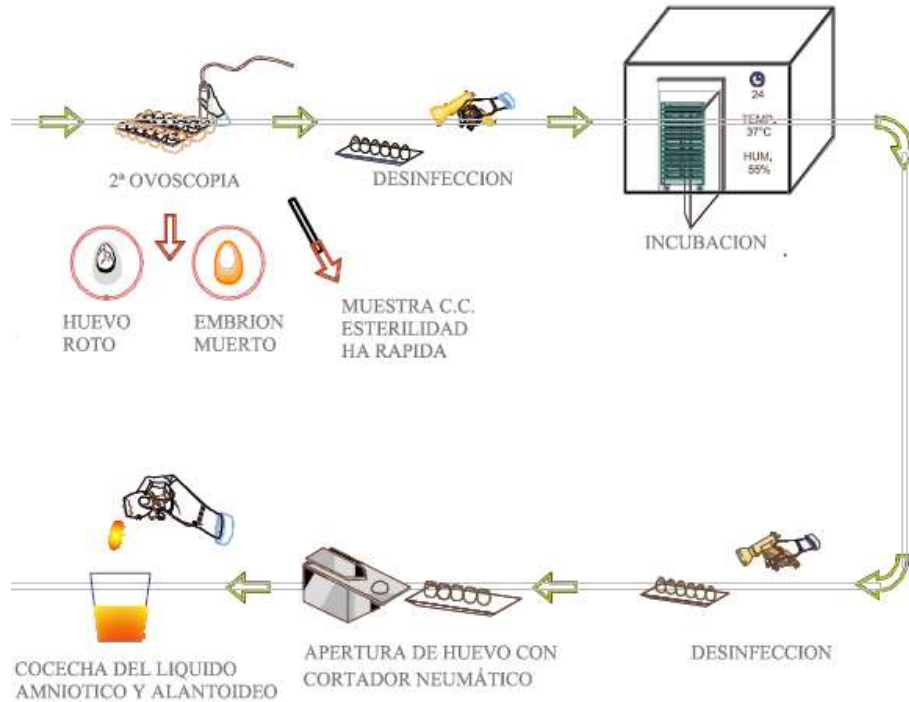 24
TEMP.
37°C
HUM,
55%
2ª OVOSCOPIA
DESINFECCION
INCUBACION
HUEVO
ROTO
EMBRION
MUERTO
MUESTRA C.C.
ESTERILIDAD
HA RAPIDA
COCECHA DEL LIQUIDO
AMNIOTICO Y ALANTOIDEO
APERTURA DE HUEVO CON
CORTADOR NEUMÁTICO
DESINFECCION